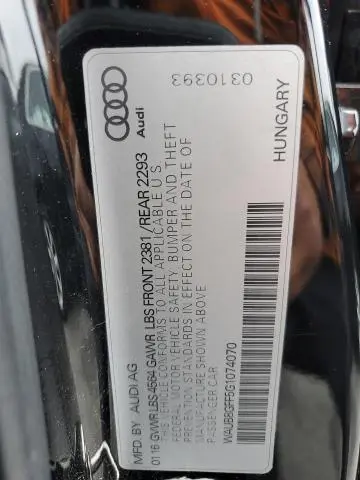 Audi
0310393
MFD. BY AUDI AG
01 16 GVWR LBS 4584 GAWR LBS FRONT 2381/REAR 2293
THIS VEHICLE CONFORMS TO ALL APPLICABLE U.S.
FEDERAL MOTOR VEHICLE SAFETY, BUMPER AND THEFT
STANDARDS IN EFFECT ON THE DATE OF
MANUFACTURE SHOWN ABOVE
PASSENGER CAR
WAUB8GFF5G1074070
HUNGARY